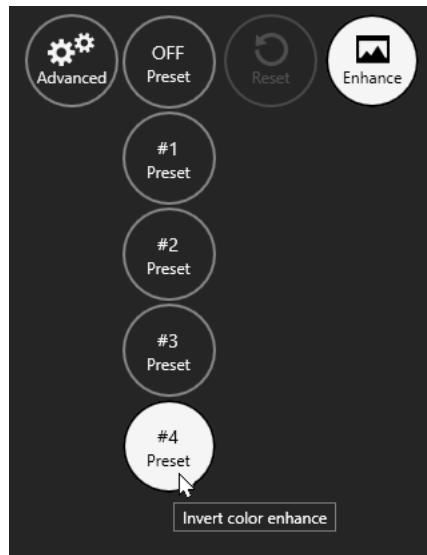 OFF
Advanced Preset Reset Enhance
#1
Preset
#2
Preset
#3
Preset
#4
Preset
Invert color enhance